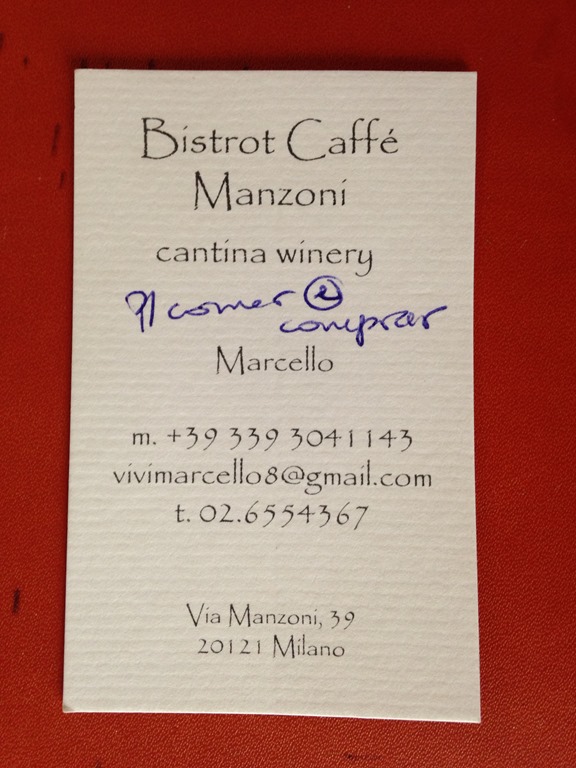 Bistrot Caffé
Manzoni
cantina winery
p/ comer e
comprar
Marcello
m. +39 339 3041143
vivimarcello8@gmail.com
t. 02.6554367
Via Manzoni, 39
20121 Milano